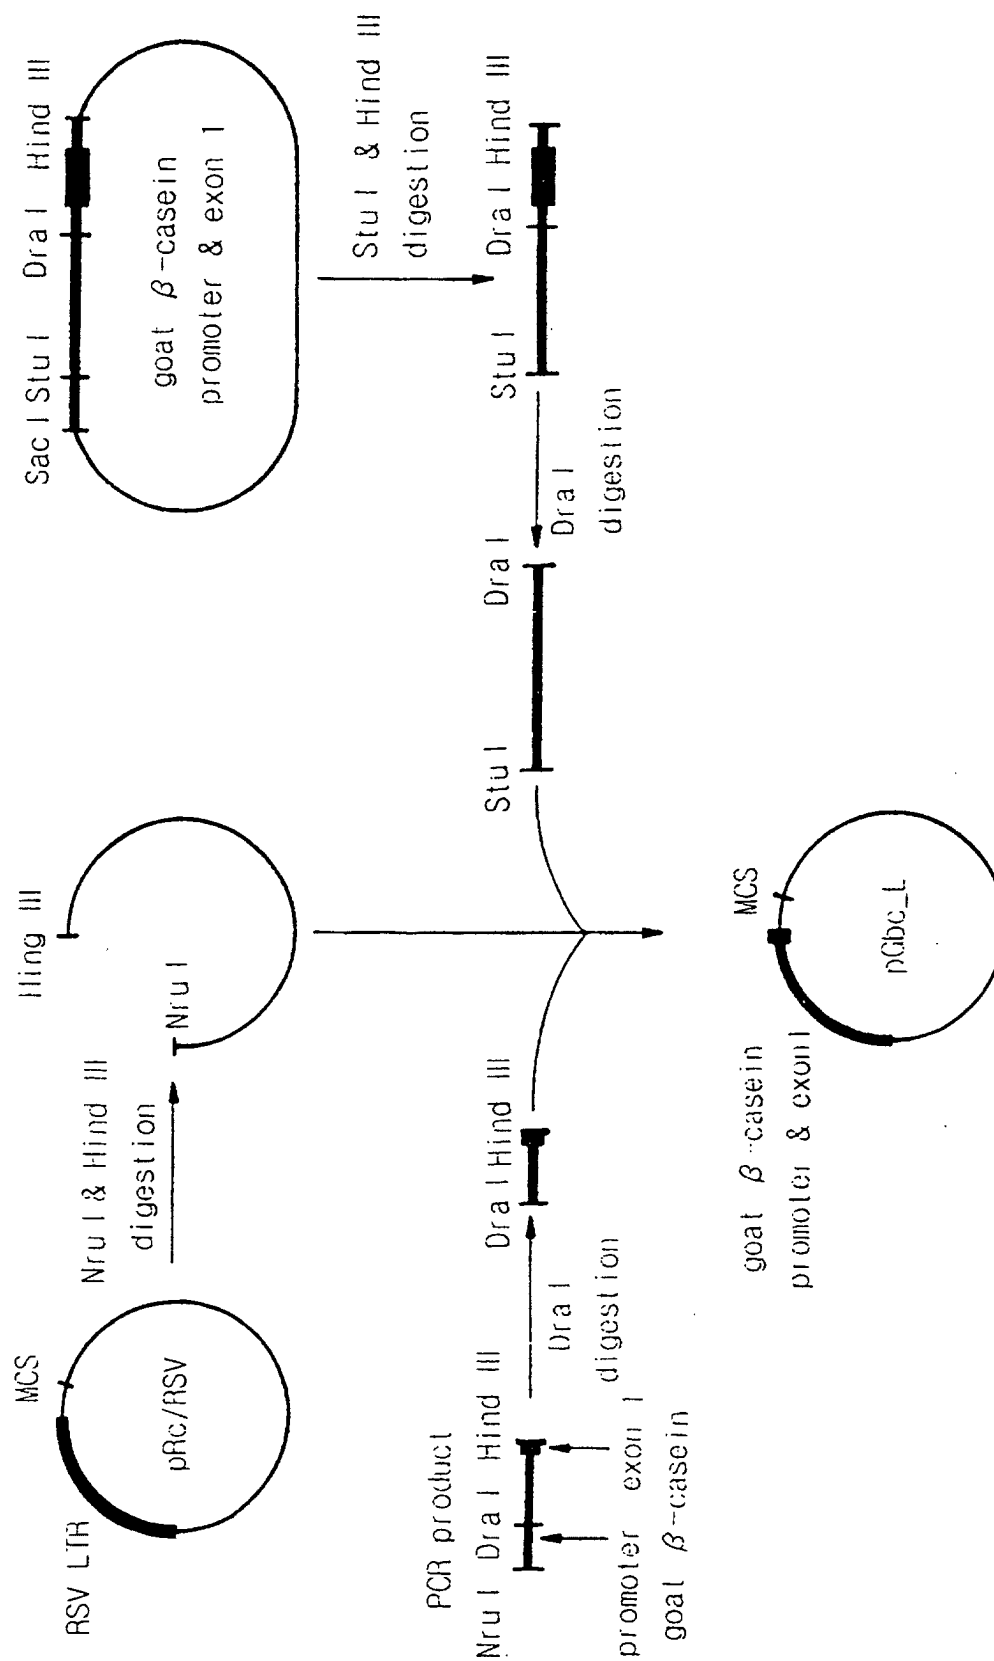 RSV LTR
MCS
pRc/RSV
Nru I & Hind III
digestion
Hing III
Nru I
Sac I Stu I Dra I Hind III
goat β-casein
promoter & exon 1
Stu I & Hind III
digestion
PCR product
Nru I Dra I Hind III
promoter exon 1
goat β-casein
Dra I
digestion
Dra I Hind III
Stu I Dra I
Dra I
digestion
Stu I Dra I Hind III
MCS
goat β-casein
promoter & exon1
pGbc_L